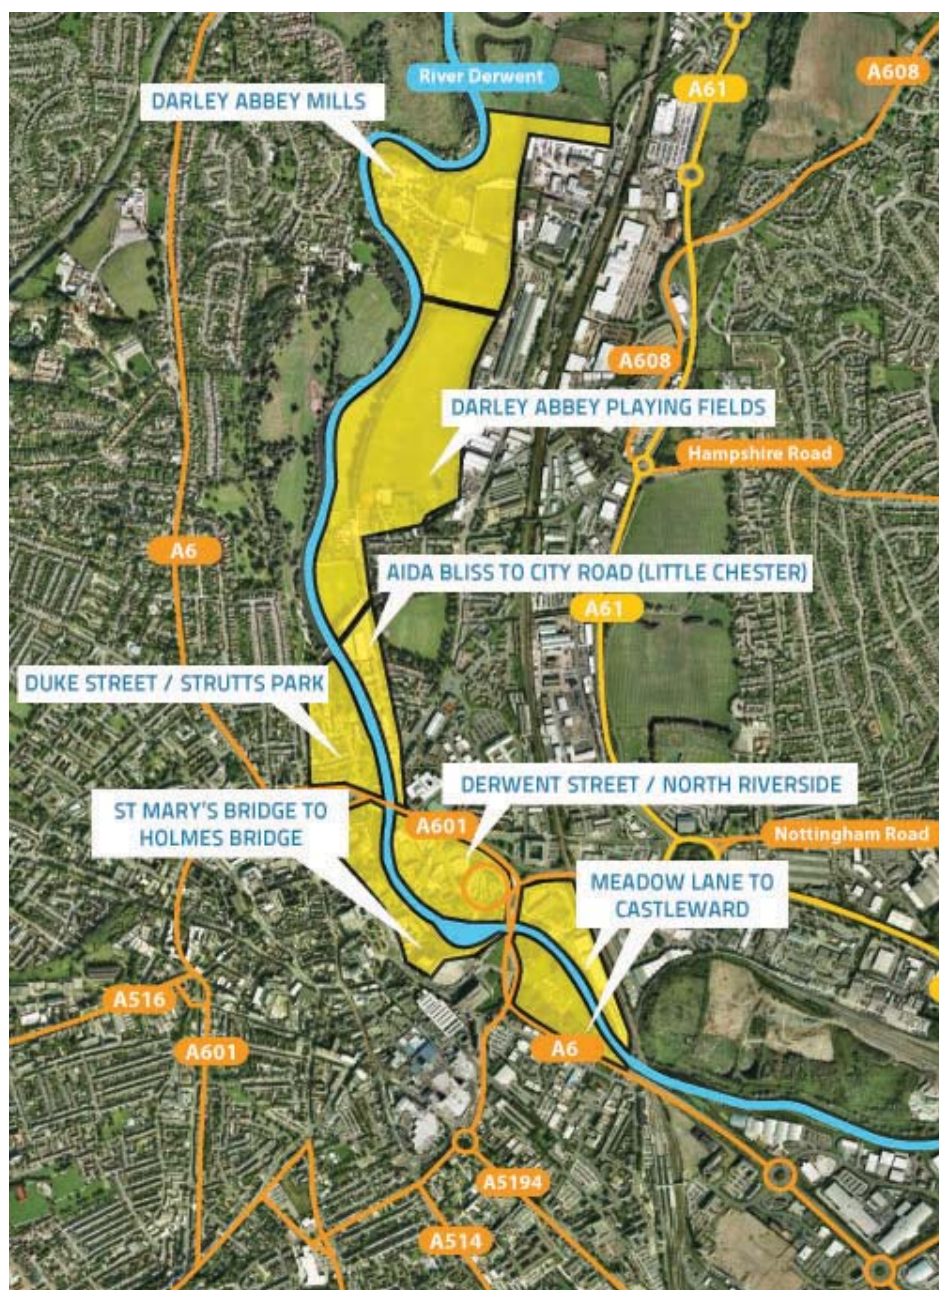 River Derwent
A61
A608
DARLEY ABBEY MILLS
A608
DARLEY ABBEY PLAYING FIELDS
Hampshire Road
A6
AIDA BLISS TO CITY ROAD (LITTLE CHESTER)
A61
DUKE STREET / STRUTTS PARK
DERWENT STREET / NORTH RIVERSIDE
ST MARY'S BRIDGE TO
HOLMES BRIDGE
A601
Nottingham Road
MEADOW LANE TO
CASTLEWARD
A516
A601
A6
A5194
A514